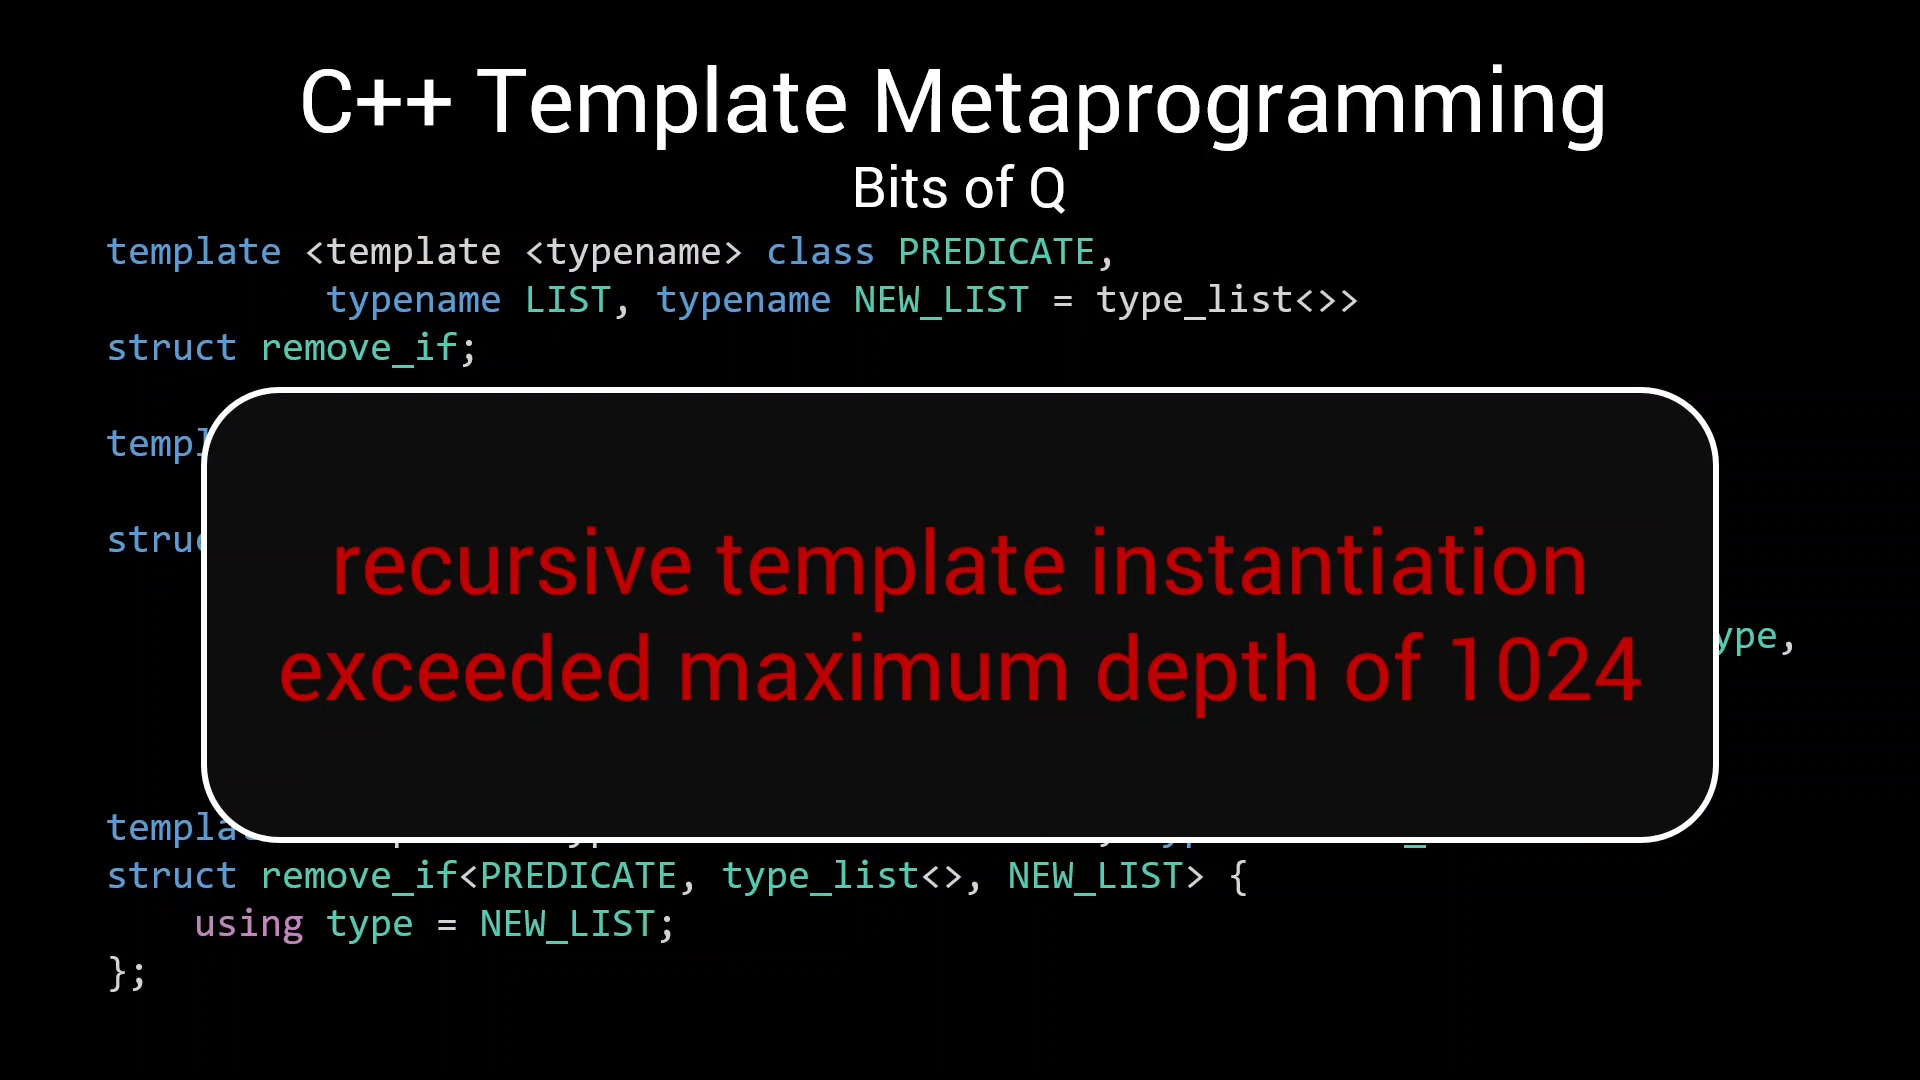 C++ Template Metaprogramming
Bits of Q
template <template <typename> class PREDICATE,
typename LIST, typename NEW_LIST = type_list<>>
struct remove_if;
recursive template instantiation
exceeded maximum depth of 1024
struct remove_if<PREDICATE, type_list<>, NEW_LIST> {
using type = NEW_LIST;
};